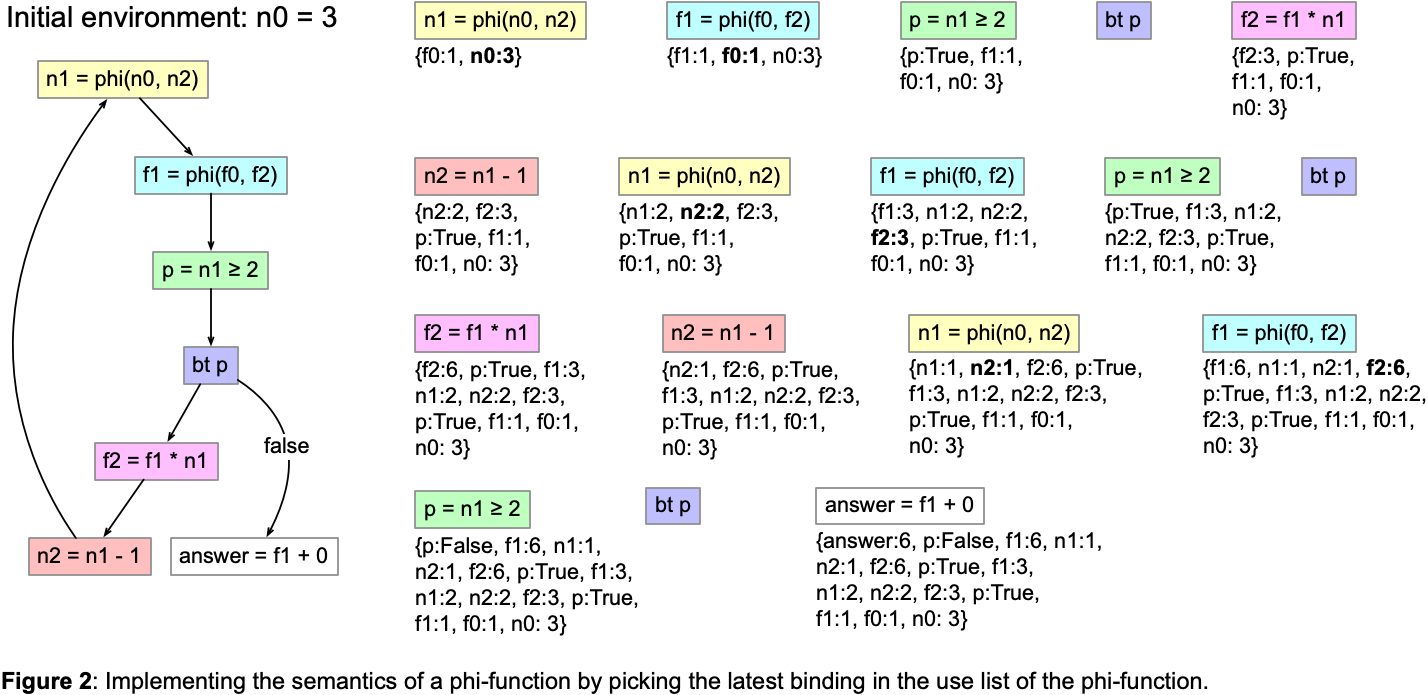 Initial environment: n0 = 3
n1 = phi(n0, n2)
f1 = phi(f0, f2)
p = n1 ≥ 2
bt p
f2 = f1 * n1
false
n2 = n1 - 1
answer = f1 + 0
n1 = phi(n0, n2)
{f0:1, n0:3}
f1 = phi(f0, f2)
{f1:1, f0:1, n0:3}
p = n1 ≥ 2
{p:True, f1:1,
f0:1, n0: 3}
bt p
f2 = f1 * n1
{f2:3, p:True,
f1:1, f0:1,
n0: 3}
n2 = n1 - 1
{n2:2, f2:3,
p:True, f1:1,
f0:1, n0: 3}
n1 = phi(n0, n2)
{n1:2, n2:2, f2:3,
p:True, f1:1,
f0:1, n0: 3}
f1 = phi(f0, f2)
{f1:3, n1:2, n2:2,
f2:3, p:True, f1:1,
f0:1, n0: 3}
p = n1 ≥ 2
{p:True, f1:3, n1:2,
n2:2, f2:3, p:True,
f1:1, f0:1, n0: 3}
bt p
f2 = f1 * n1
{f2:6, p:True, f1:3,
n1:2, n2:2, f2:3,
p:True, f1:1, f0:1,
n0: 3}
n2 = n1 - 1
{n2:1, f2:6, p:True,
f1:3, n1:2, n2:2, f2:3,
p:True, f1:1, f0:1,
n0: 3}
n1 = phi(n0, n2)
{n1:1, n2:1, f2:6, p:True,
f1:3, n1:2, n2:2, f2:3,
p:True, f1:1, f0:1,
n0: 3}
f1 = phi(f0, f2)
{f1:6, n1:1, n2:1, f2:6,
p:True, f1:3, n1:2, n2:2,
f2:3, p:True, f1:1, f0:1,
n0: 3}
p = n1 ≥ 2
{p:False, f1:6, n1:1,
n2:1, f2:6, p:True, f1:3,
n1:2, n2:2, f2:3, p:True,
f1:1, f0:1, n0: 3}
bt p
answer = f1 + 0
{answer:6, p:False, f1:6, n1:1,
n2:1, f2:6, p:True, f1:3,
n1:2, n2:2, f2:3, p:True,
f1:1, f0:1, n0: 3}
Figure 2: Implementing the semantics of a phi-function by picking the latest binding in the use list of the phi-function.